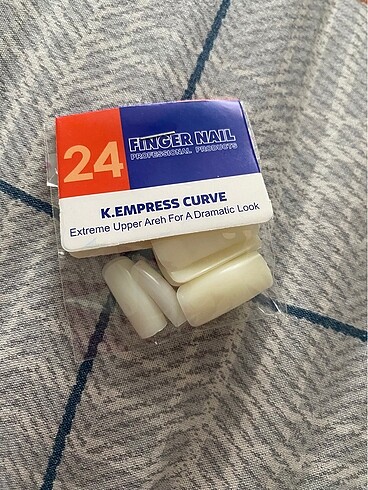 24
FINGER NAIL
PROFESSIONAL PRODUCTS
K.EMPRESS CURVE
Extreme Upper Areh For A Dramatic Look